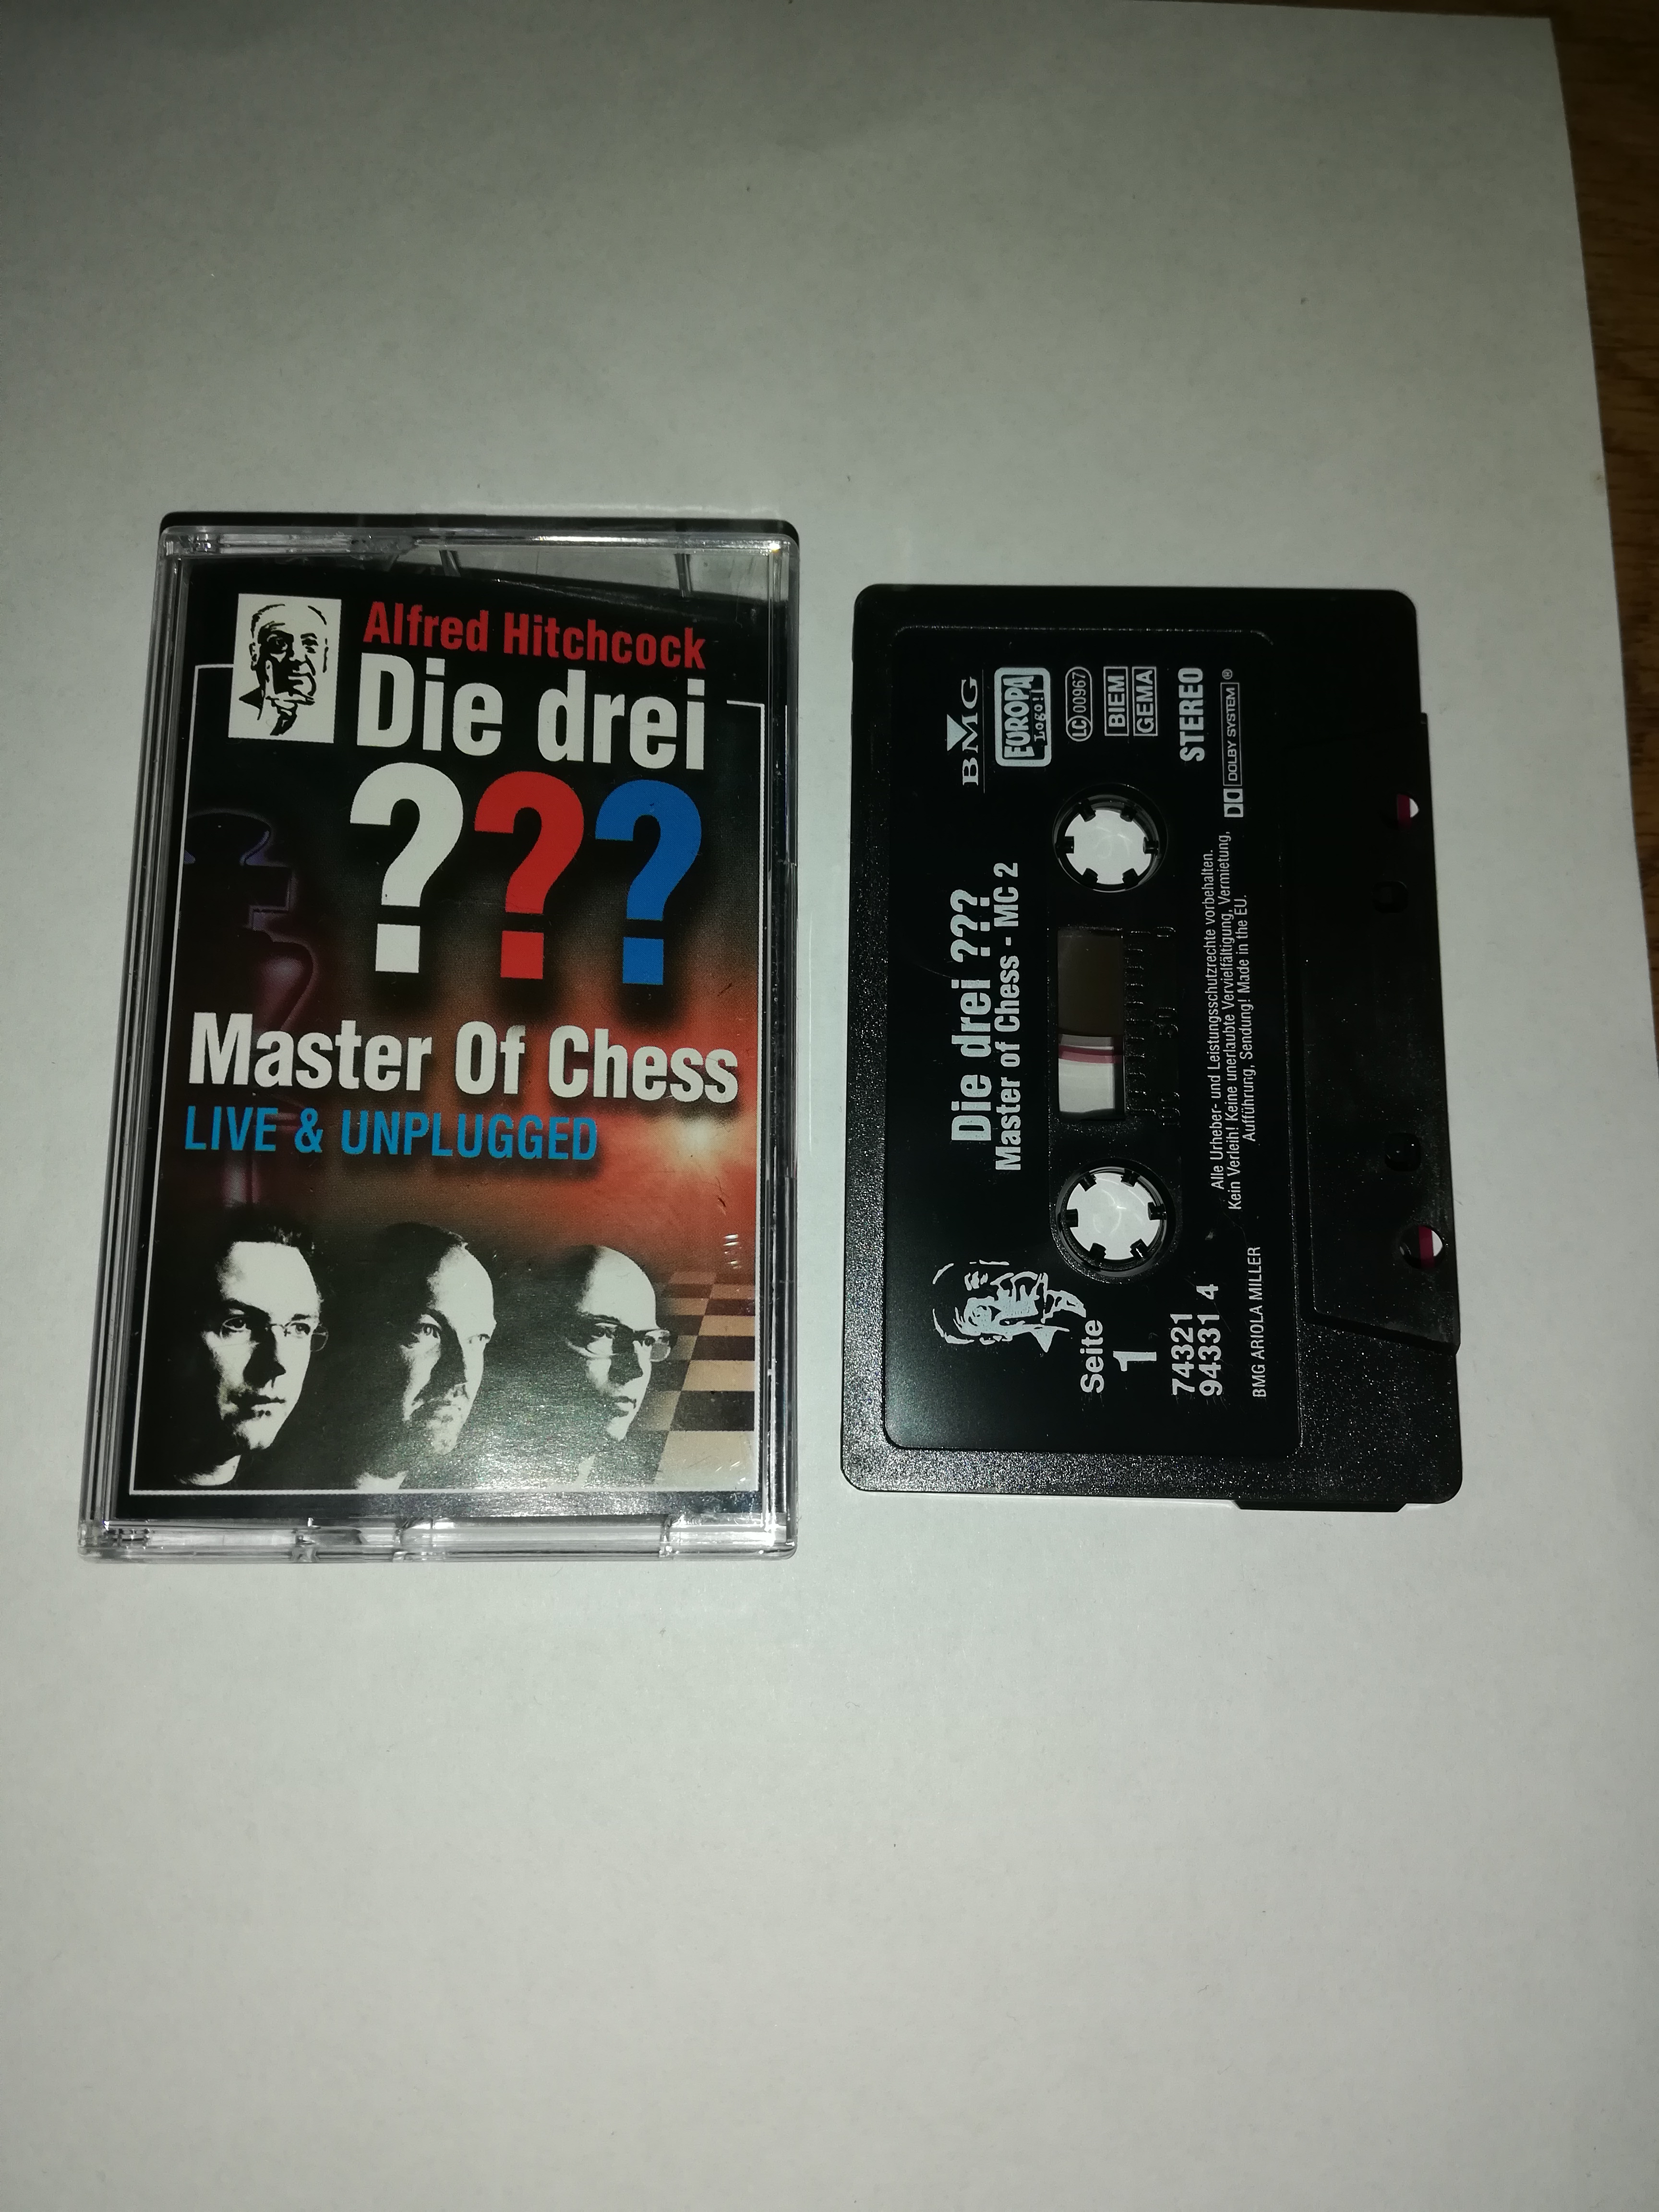 Alfred Hitchcock
Die drei
???
Master Of Chess
LIVE & UNPLUGGED
Die drei ???
Master of Chess - MC 2
BMG
EUROPA
Logo!!
LC 00967
BIEM
GEMA
STEREO
DOLBY SYSTEM ®
Seite
1
74321
94331 4
Alle Urheber- und Leistungsschutzrechte vorbehalten.
Kein Verleih! Keine unerlaubte Vervielfältigung, Vermietung,
Aufführung, Sendung! Made in the EU.
BMG ARIOLA MILLER